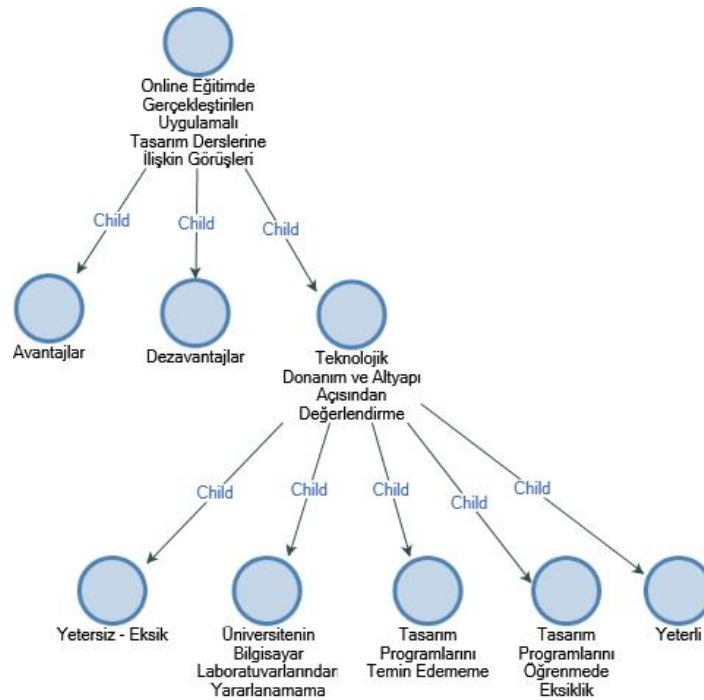 Online Eğitimde
Gerçekleştirilen
Uygulamalı
Tasarım Derslerine
İlişkin Görüşleri
Child
Child
Child
Avantajlar
Dezavantajlar
Teknolojik
Donanım ve Altyapı
Açısından
Değerlendirme
Child
Child
Child
Child
Child
Yetersiz - Eksik
Üniversitenin
Bilgisayar
Laboratuvarlarından
Yararlanamama
Tasarım
Programlarını
Temin Edememe
Tasarım
Programlarını
Öğrenmede
Eksiklik
Yeterli